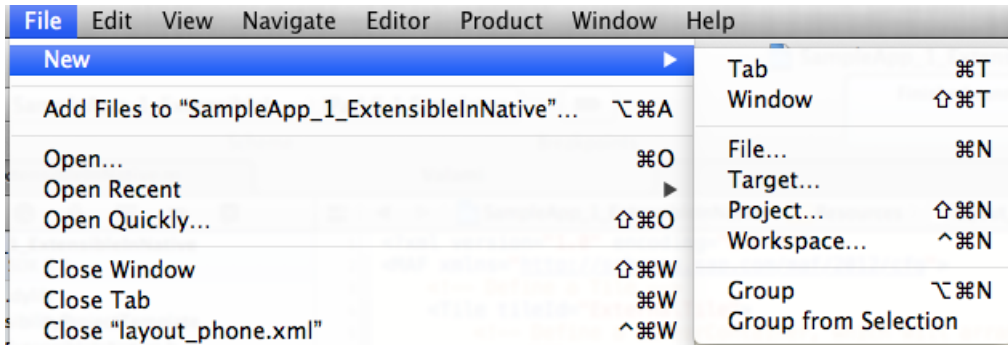 File Edit View Navigate Editor Product Window Help
New ▶
Add Files to "SampleApp_1_ExtensibleInNative"... ⌥⌘A
Open... ⌘O
Open Recent ▶
Open Quickly... ⇧⌘O
Close Window ⇧⌘W
Close Tab ⌘W
Close "layout_phone.xml" ^⌘W
Tab ⌘T
Window ⇧⌘T
File... ⌘N
Target...
Project... ⇧⌘N
Workspace... ^⌘N
Group ⌥⌘N
Group from Selection